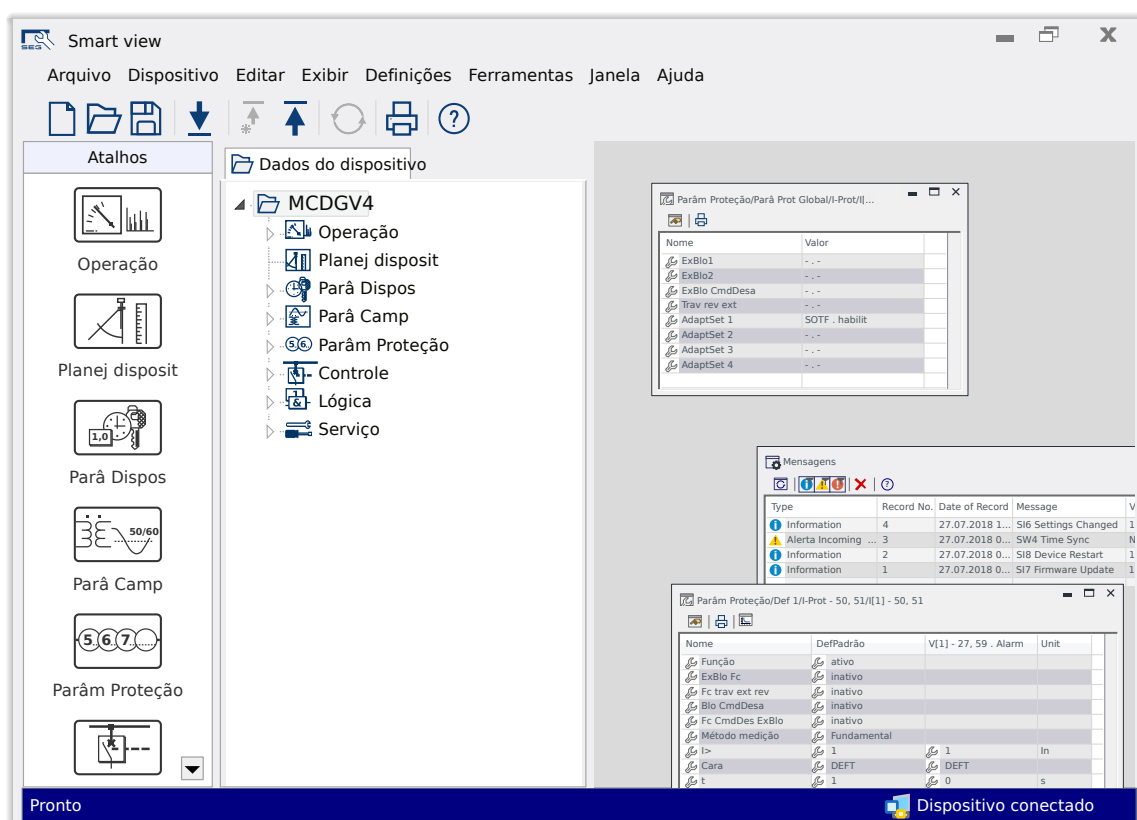 SEG Smart view
Arquivo Dispositivo Editar Exibir Definições Ferramentas Janela Ajuda
?
Atalhos
Operação
Planej disposit
1,0
Parâ Dispos
50/60
Parâ Camp
5 6 7
Parâm Proteção
Dados do dispositivo
MCDGV4
Operação
Planej disposit
Parâ Dispos
Parâ Camp
Parâm Proteção
Controle
Lógica
Serviço
Parâm Proteção/Parâ Prot Global/I-Prot/I[...
Nome Valor
ExBlo1 - . -
ExBlo2 - . -
ExBlo CmdDesa - . -
Trav rev ext - . -
AdaptSet 1 SOTF . habilit
AdaptSet 2 - . -
AdaptSet 3 - . -
AdaptSet 4 - . -
Mensagens
Type Record No. Date of Record Message V
Information 4 27.07.2018 1... SI6 Settings Changed 1
Alerta Incoming ... 3 27.07.2018 0... SW4 Time Sync N
Information 2 27.07.2018 0... SI8 Device Restart 1
Information 1 27.07.2018 0... SI7 Firmware Update 1
Parâm Proteção/Def 1/I-Prot - 50, 51/I[1] - 50, 51
Nome DefPadrão V[1] - 27, 59 . Alarm Unit
Função ativo
ExBlo Fc inativo
Fc trav ext rev inativo
Blo CmdDesa inativo
Fc CmdDes ExBlo inativo
Método medição Fundamental
I> 1 1 In
Cara DEFT DEFT
t 1 0 s
Pronto Dispositivo conectado